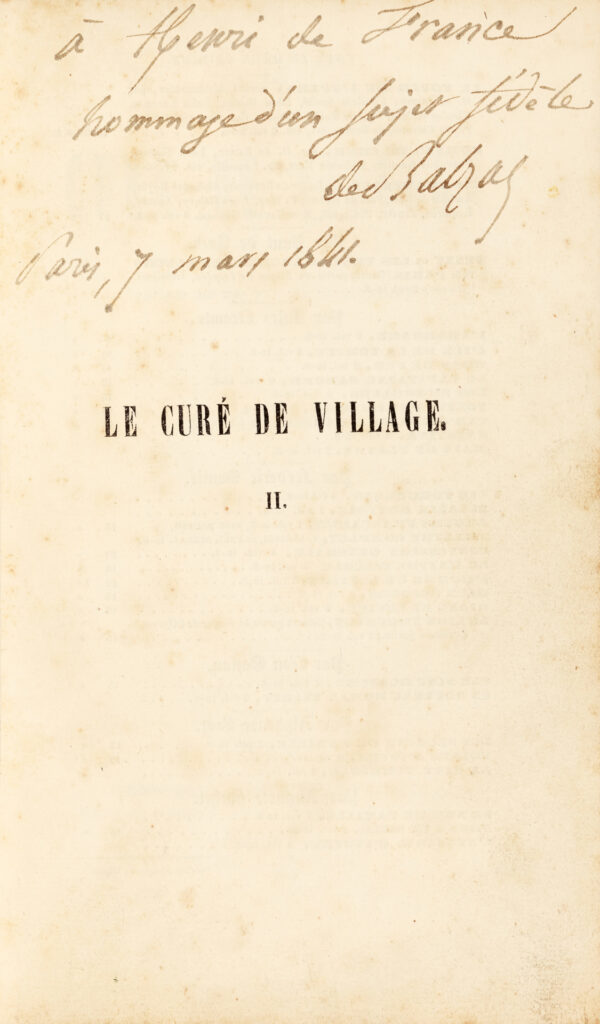 à Henri de France
hommage d'un sujet fidèle
de Balzac
Paris, 7 mars 1841.
LE CURÉ DE VILLAGE.
II.